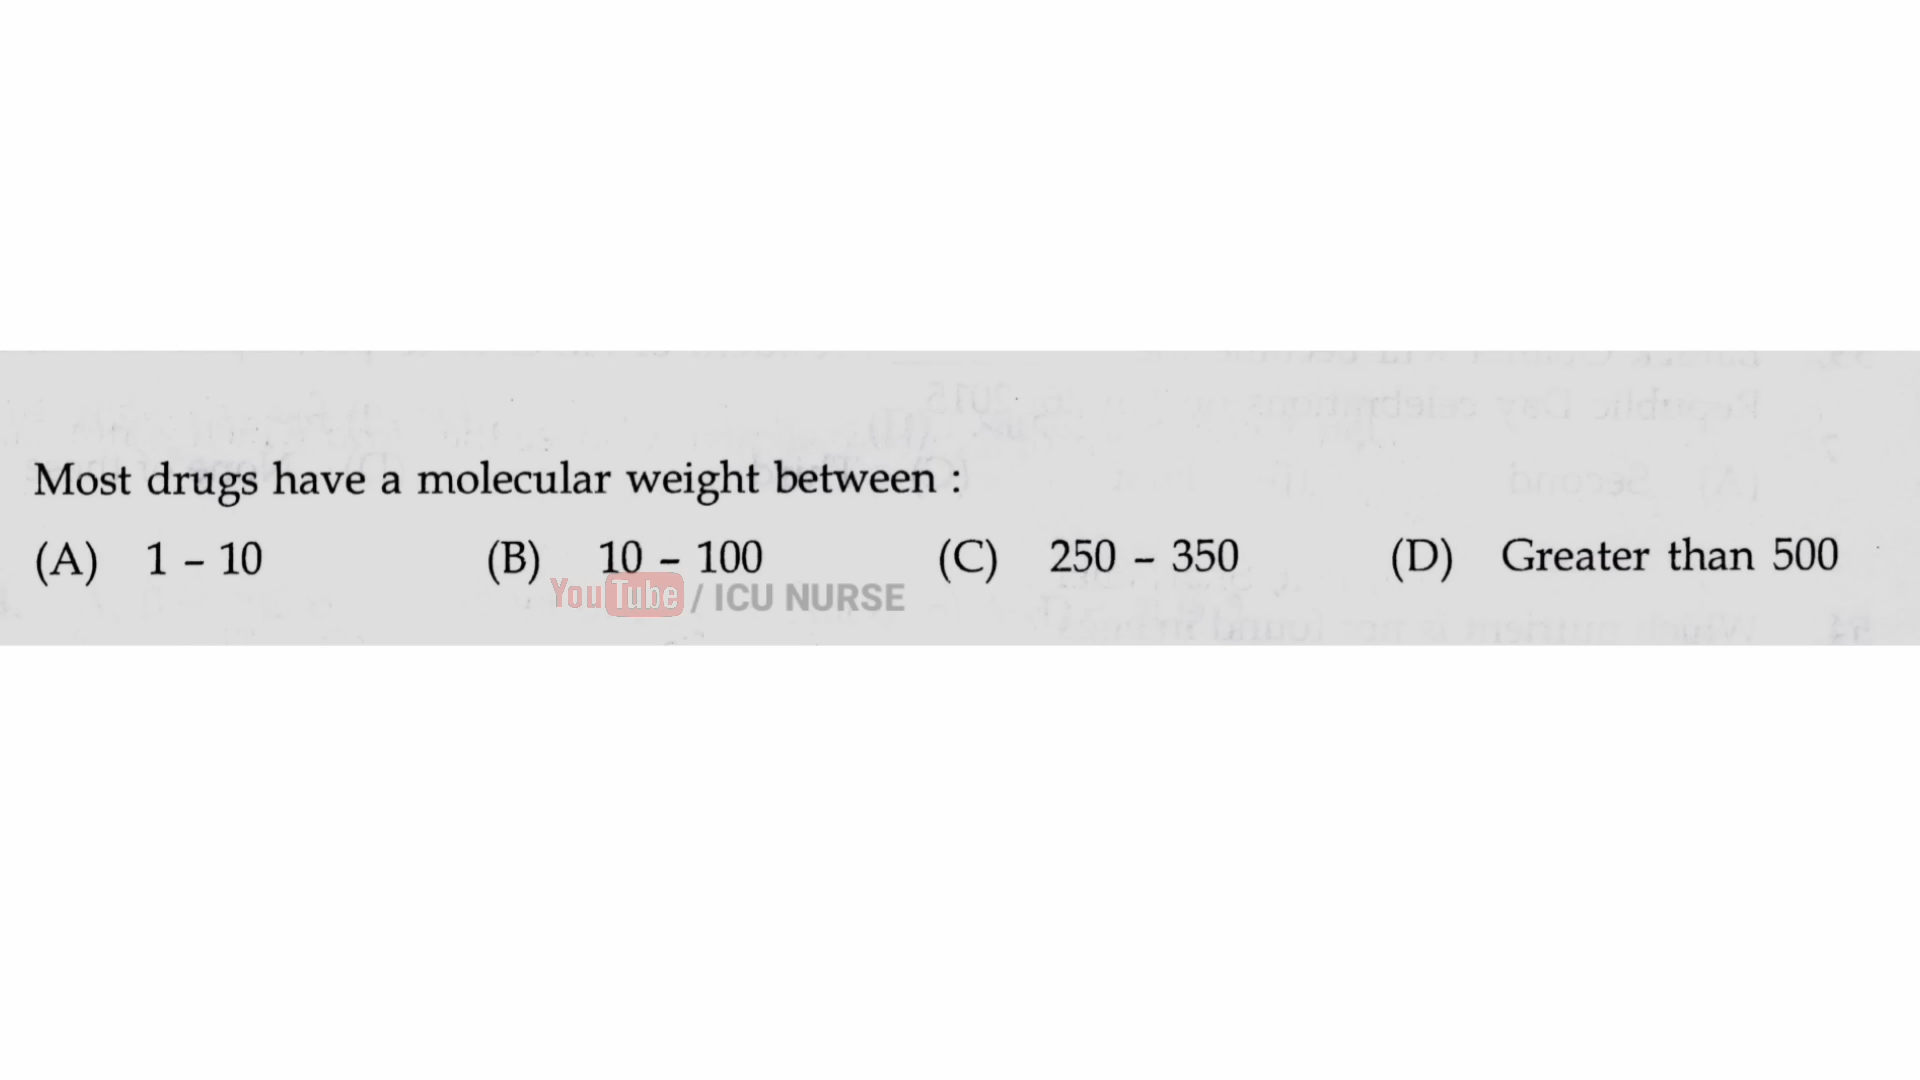 Most drugs have a molecular weight between :
(A) 1 – 10 (B) 10 – 100 (C) 250 – 350 (D) Greater than 500
YouTube / ICU NURSE